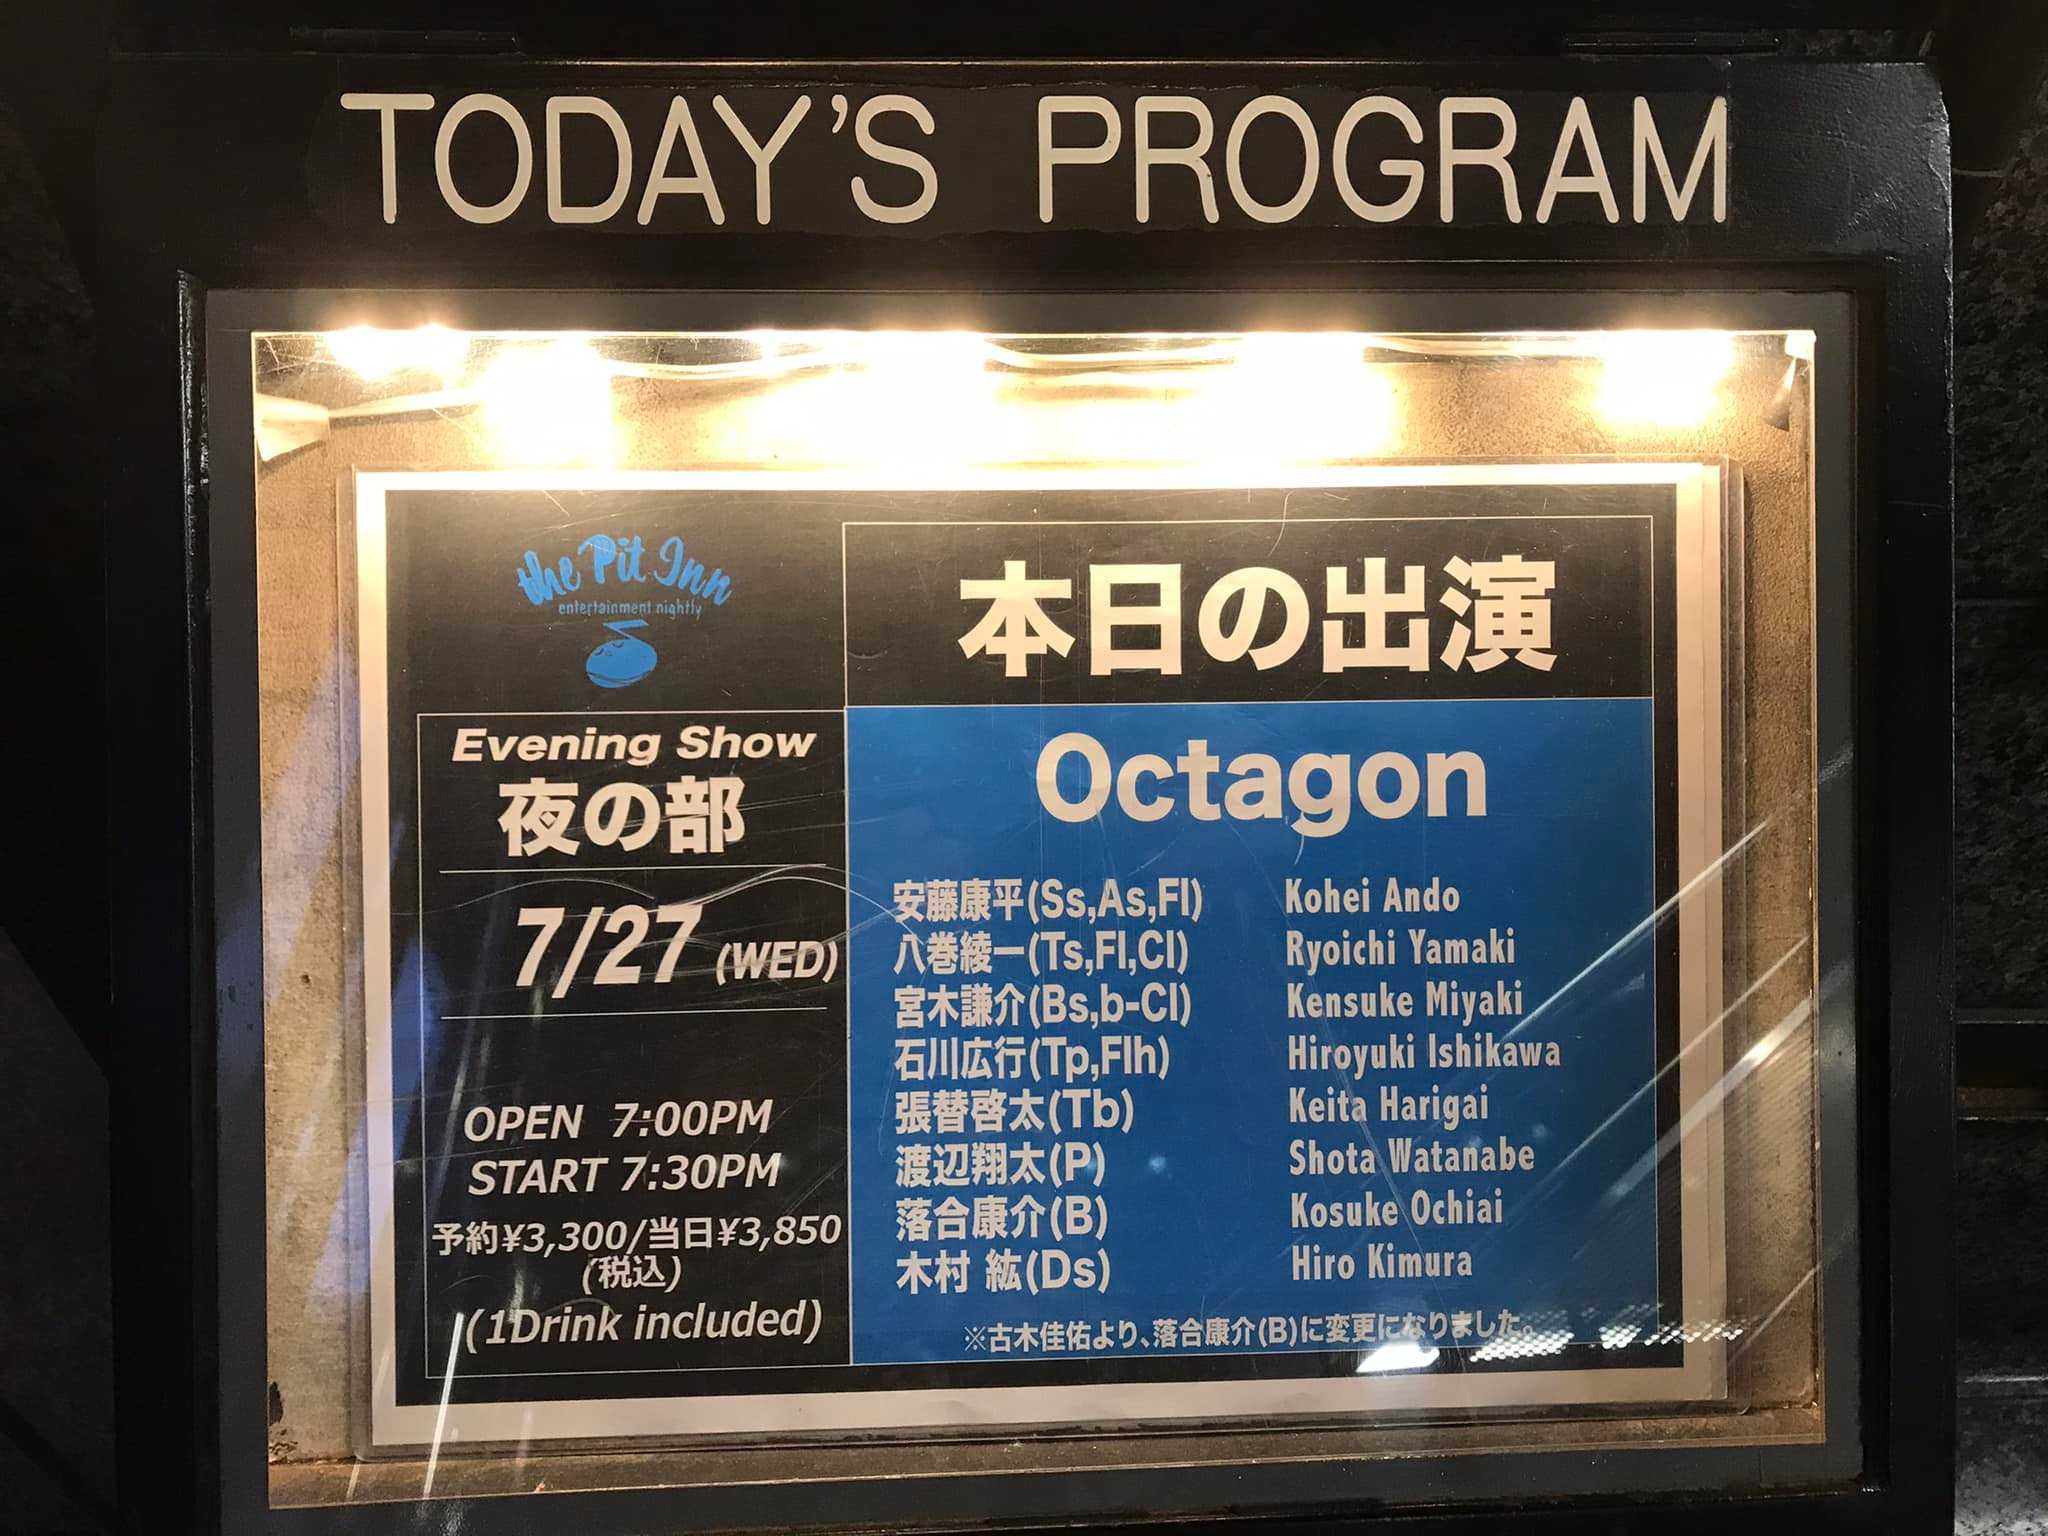 TODAY'S PROGRAM
the Pit Inn
entertainment nightly
本日の出演
Evening Show
夜の部
7/27 (WED)
OPEN 7:00PM
START 7:30PM
予約¥3,300/当日¥3,850
(税込)
(1Drink included)
Octagon
安藤康平(Ss,As,Fl) Kohei Ando
八巻綾一(Ts,Fl,Cl) Ryoichi Yamaki
宮木謙介(Bs,b-Cl) Kensuke Miyaki
石川広行(Tp,Flh) Hiroyuki Ishikawa
張替啓太(Tb) Keita Harigai
渡辺翔太(P) Shota Watanabe
落合康介(B) Kosuke Ochiai
木村 紘(Ds) Hiro Kimura
※古木佳佑より、落合康介(B)に変更になりました。